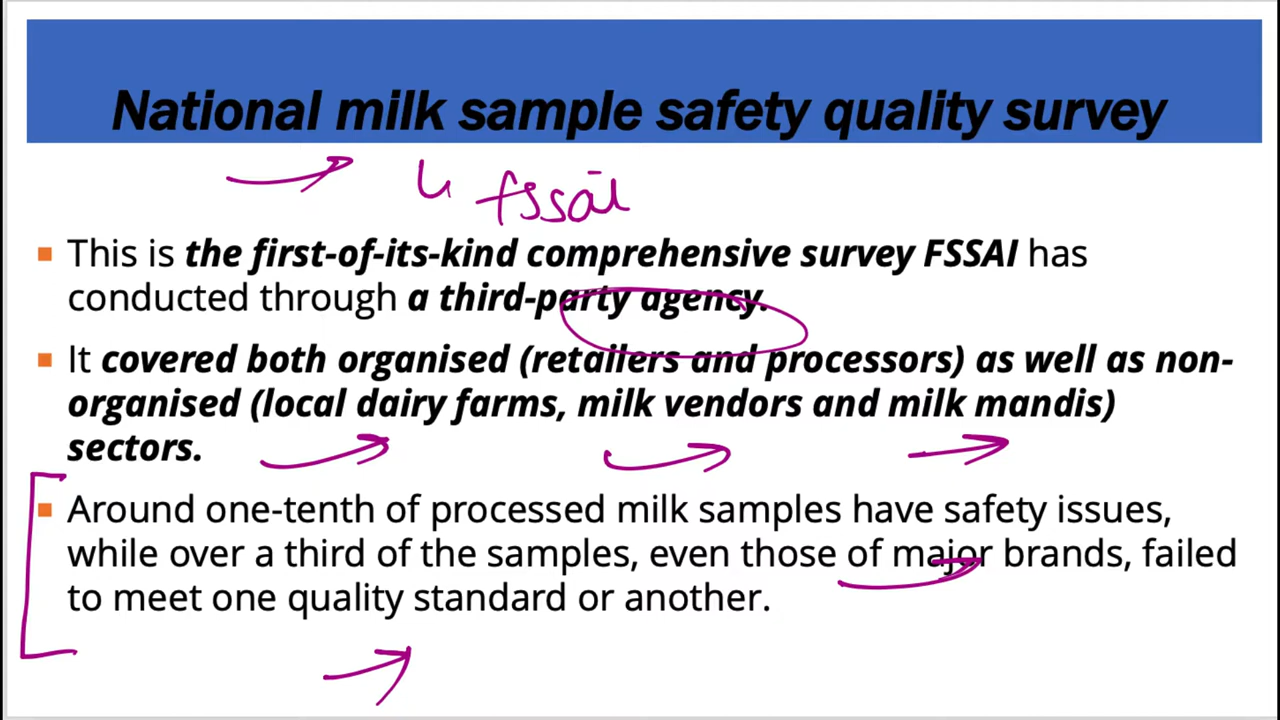 National milk sample safety quality survey
fssai
▪ This is the first-of-its-kind comprehensive survey FSSAI has
conducted through a third-party agency.
▪ It covered both organised (retailers and processors) as well as non-
organised (local dairy farms, milk vendors and milk mandis)
sectors.
▪ Around one-tenth of processed milk samples have safety issues,
while over a third of the samples, even those of major brands, failed
to meet one quality standard or another.